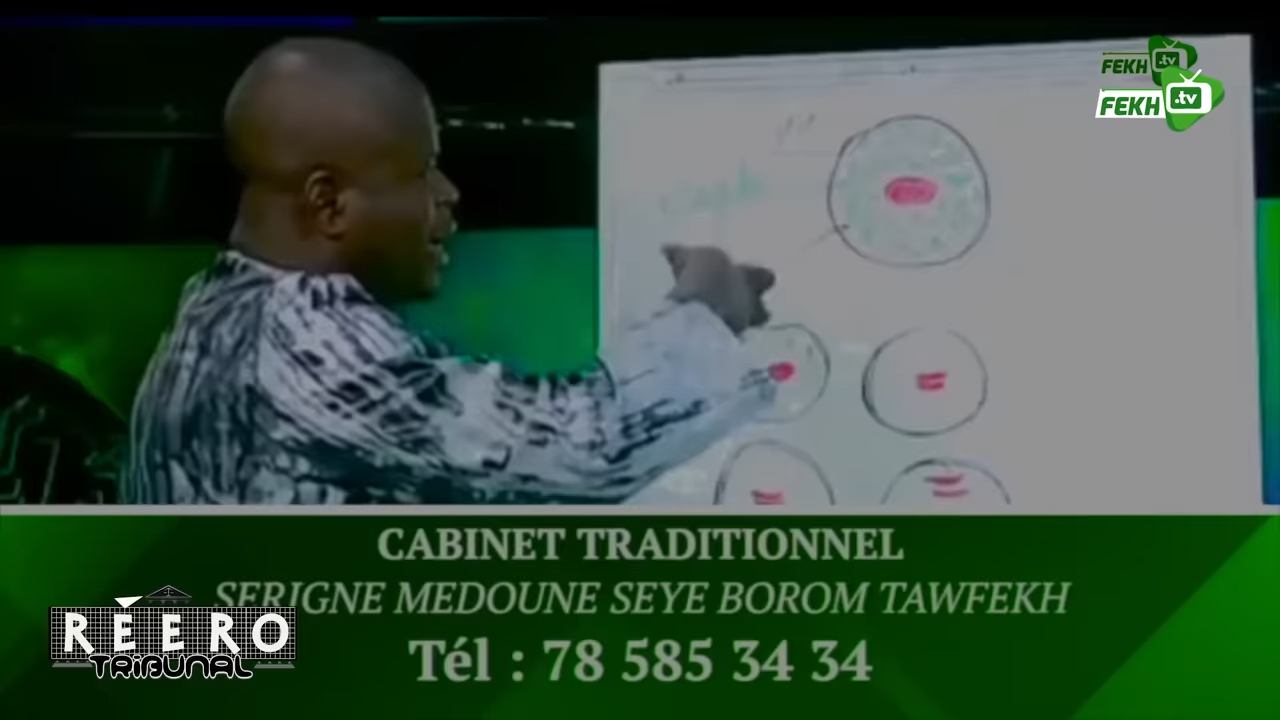 FEKH .tv
FEKH .tv
CABINET TRADITIONNEL
SERIGNE MEDOUNE SEYE BOROM TAWFEKH
RÉERO
TRIBUNAL
Tél : 78 585 34 34